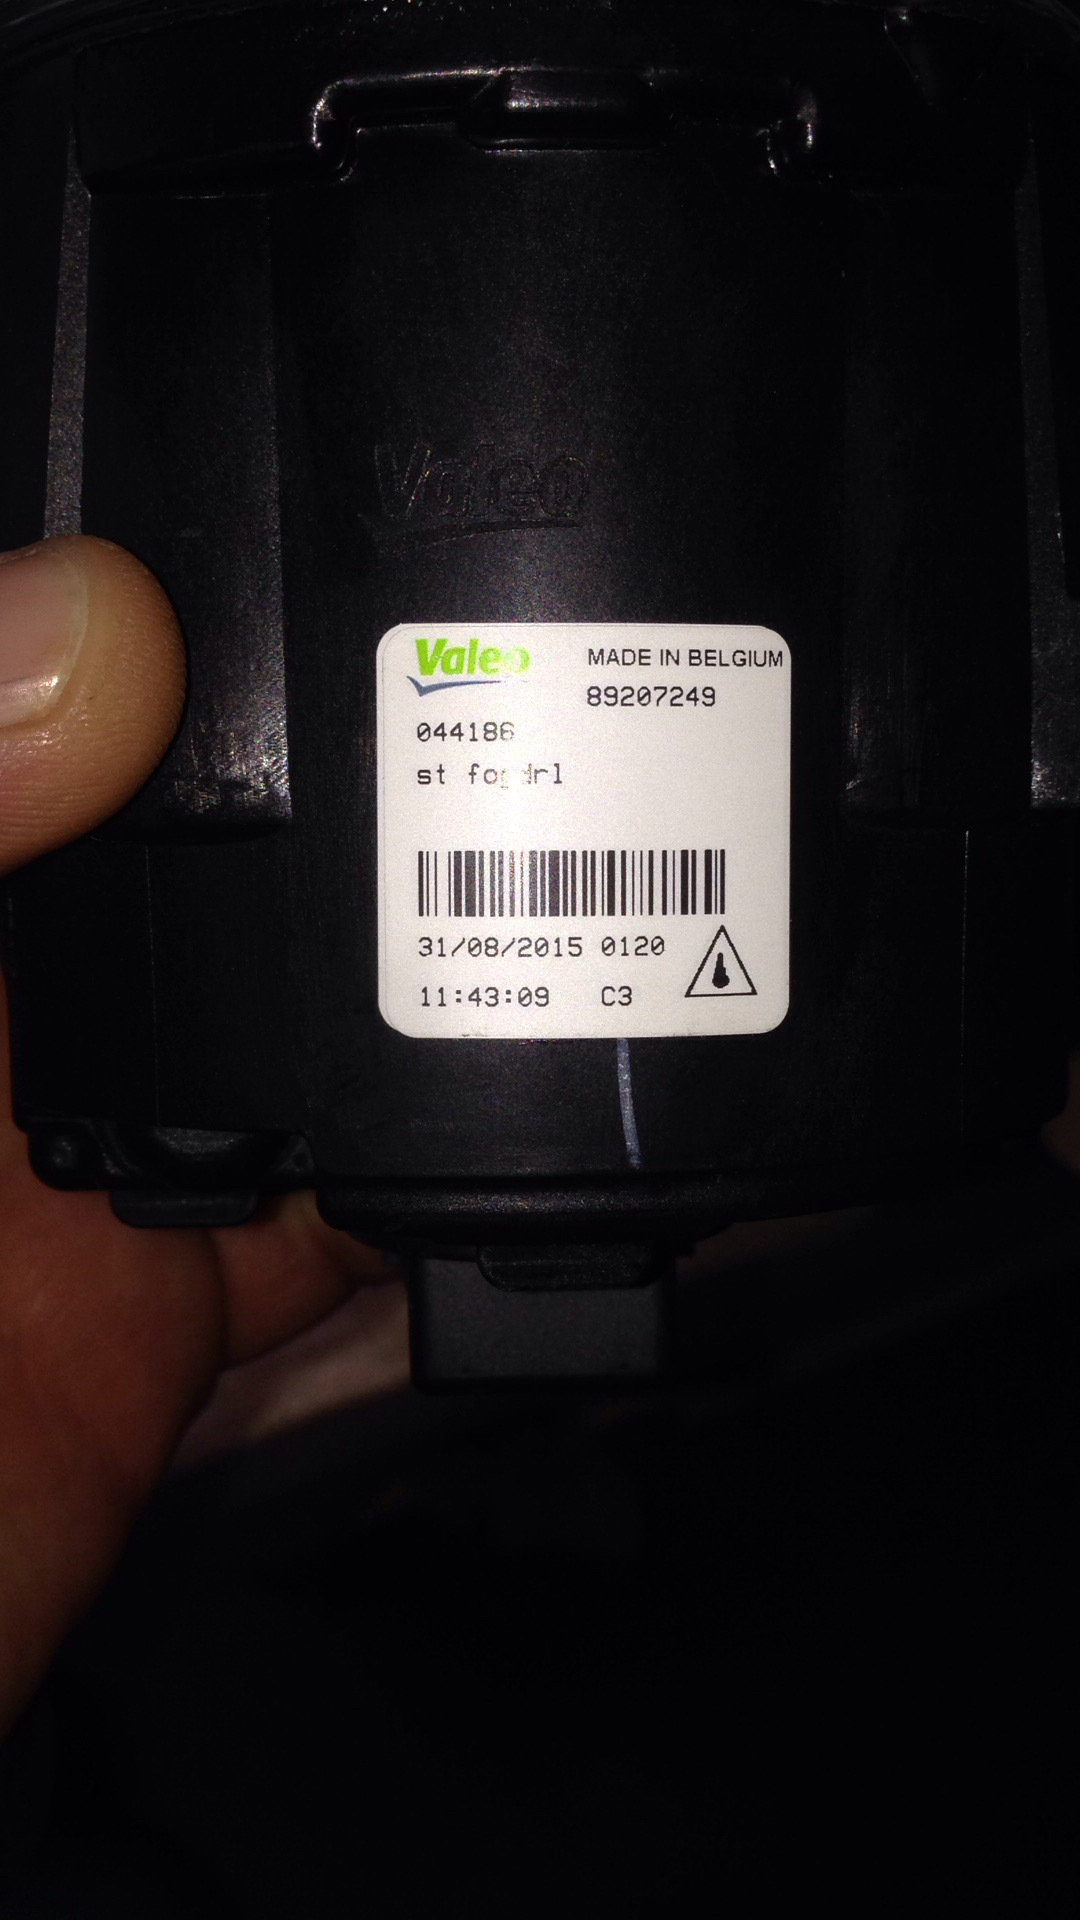 Valeo
Valeo
MADE IN BELGIUM
89207249
044186
st fogdrl
31/08/2015 0120
11:43:09 C3